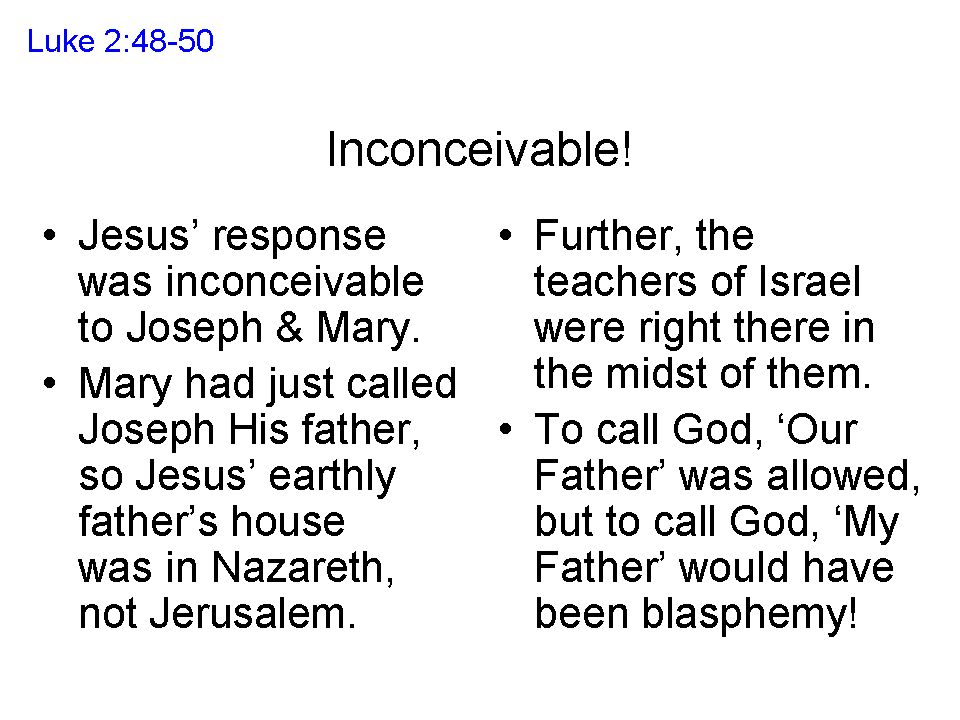 Luke 2:48-50
Inconceivable!
• Jesus’ response
was inconceivable
to Joseph & Mary.
• Mary had just called
Joseph His father,
so Jesus’ earthly
father’s house
was in Nazareth,
not Jerusalem.
• Further, the
teachers of Israel
were right there in
the midst of them.
• To call God, ‘Our
Father’ was allowed,
but to call God, ‘My
Father’ would have
been blasphemy!